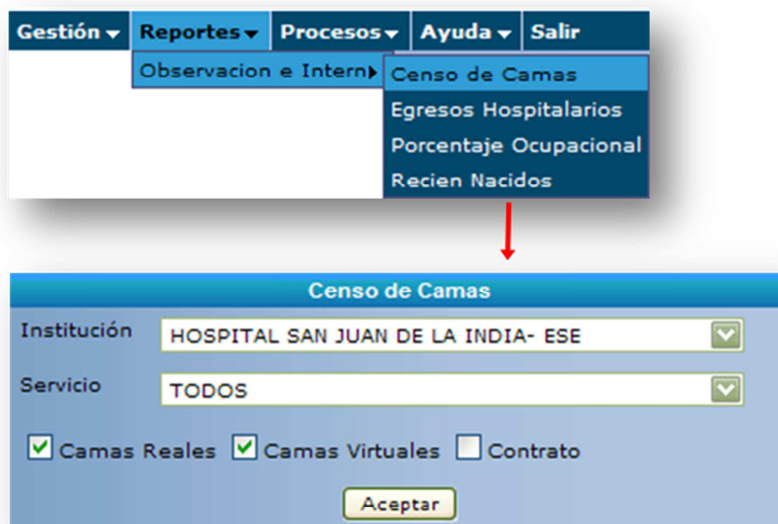 Gestión Reportes Procesos Ayuda Salir
Observacion e Intern Censo de Camas
Egresos Hospitalarios
Porcentaje Ocupacional
Recien Nacidos
Censo de Camas
Institución HOSPITAL SAN JUAN DE LA INDIA- ESE
Servicio TODOS
Camas Reales Camas Virtuales Contrato
Aceptar